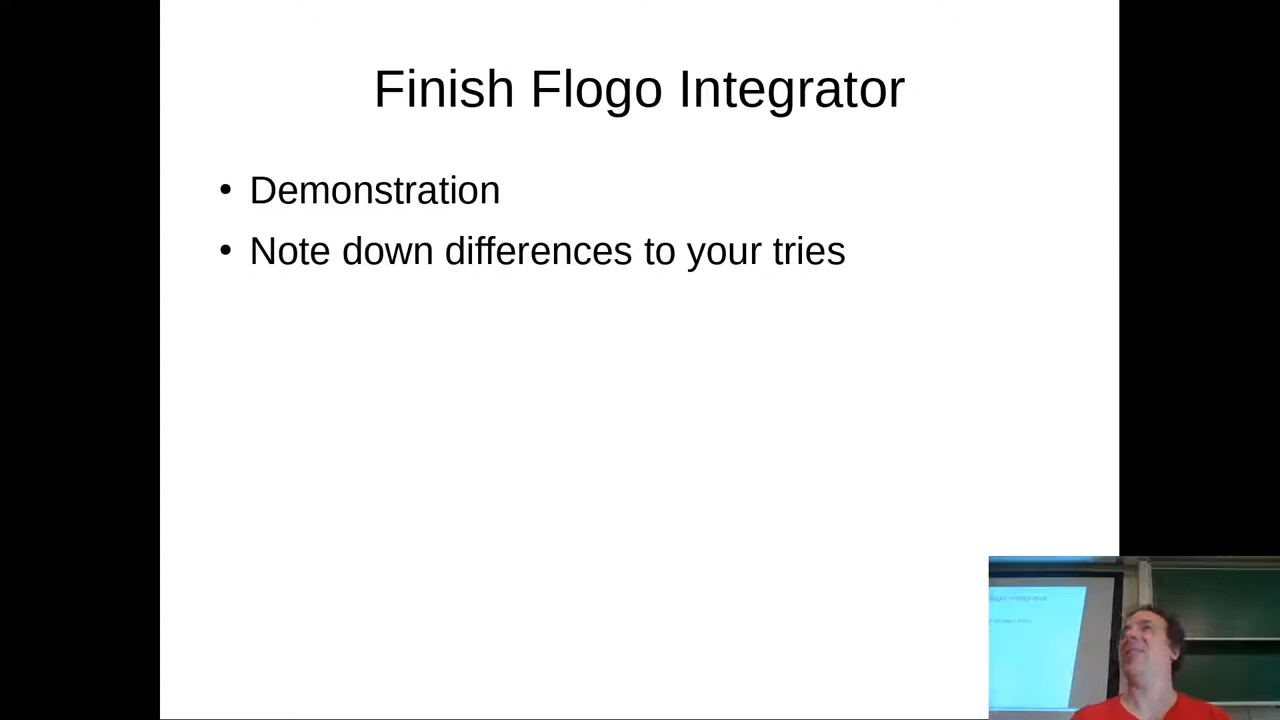 Finish Flogo Integrator
• Demonstration
• Note down differences to your tries